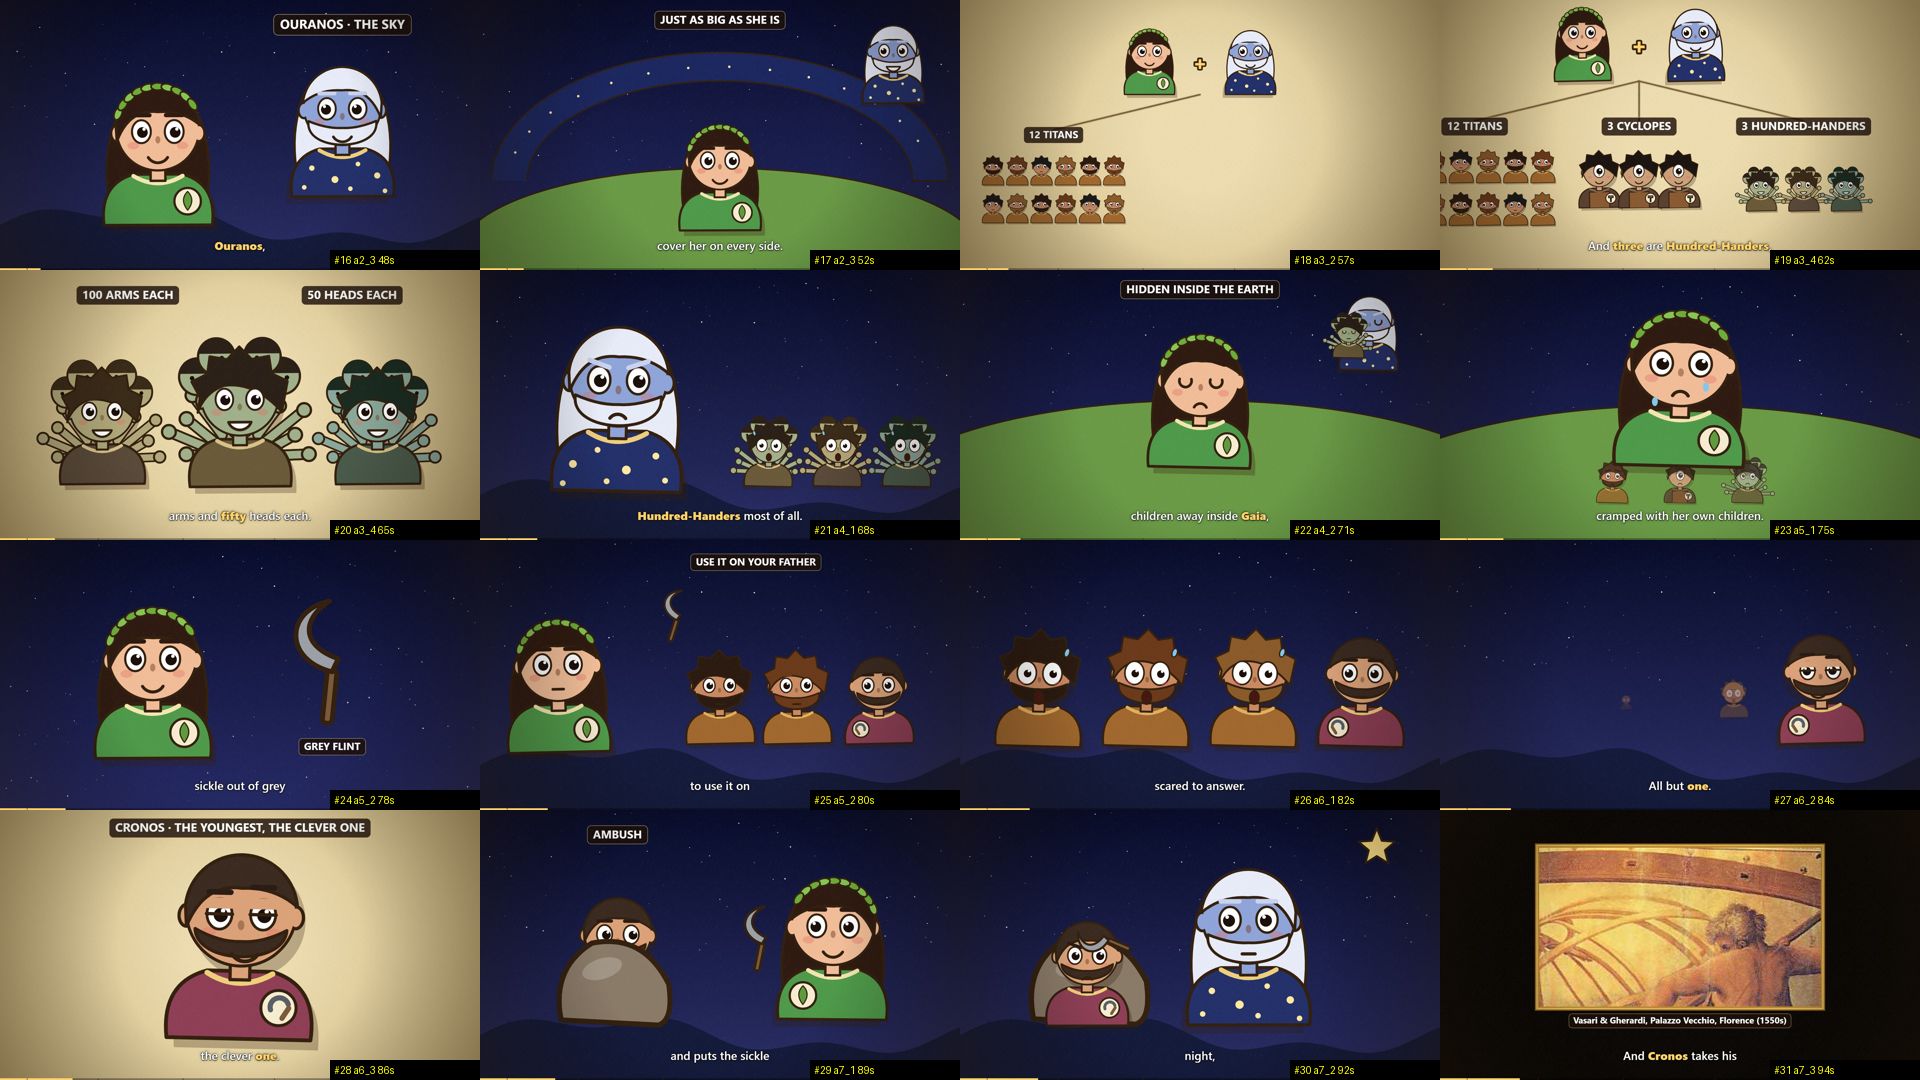 OURANOS · THE SKY
Ouranos,
#16 a2_3 48s
JUST AS BIG AS SHE IS
cover her on every side.
#17 a2_3 52s
12 TITANS
#18 a3_2 57s
12 TITANS
3 CYCLOPES
3 HUNDRED-HANDERS
And three are Hundred-Handers
#19 a3_4 62s
100 ARMS EACH
50 HEADS EACH
arms and fifty heads each.
#20 a3_4 65s
Hundred-Handers most of all.
#21 a4_1 68s
HIDDEN INSIDE THE EARTH
children away inside Gaia,
#22 a4_2 71s
cramped with her own children.
#23 a5_1 75s
GREY FLINT
sickle out of grey
#24 a5_2 78s
USE IT ON YOUR FATHER
to use it on
#25 a5_2 80s
scared to answer.
#26 a6_1 82s
All but one.
#27 a6_2 84s
CRONOS · THE YOUNGEST, THE CLEVER ONE
the clever one.
#28 a6_3 86s
AMBUSH
and puts the sickle
#29 a7_1 89s
night,
#30 a7_2 92s
Vasari & Gherardi, Palazzo Vecchio, Florence (1550s)
And Cronos takes his
#31 a7_3 94s